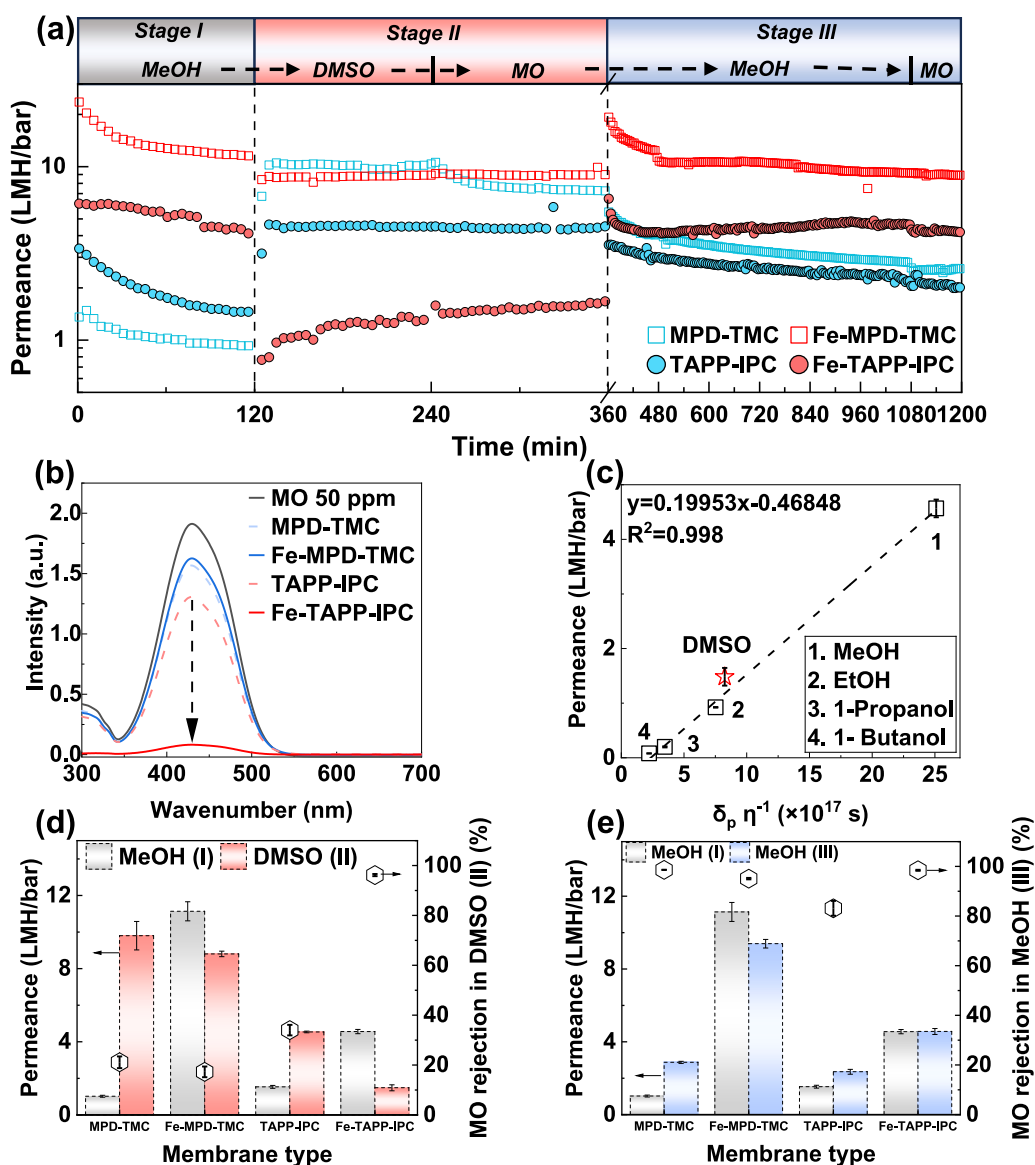 (a)
Stage I
Stage II
Stage III
MeOH
DMSO
MO
MeOH
MO
Permeance (LMH/bar)
10
1
MPD-TMC
Fe-MPD-TMC
TAPP-IPC
Fe-TAPP-IPC
0
120
240
360
480
600
720
840
960
1080
1200
Time (min)
(b)
Intensity (a.u.)
2.0
1.5
1.0
0.5
0.0
MO 50 ppm
MPD-TMC
Fe-MPD-TMC
TAPP-IPC
Fe-TAPP-IPC
300
400
500
600
700
Wavenumber (nm)
(c)
Permeance (LMH/bar)
4
2
0
y=0.19953x-0.46848
R²=0.998
1
DMSO
2
3
4
1. MeOH
2. EtOH
3. 1-Propanol
4. 1- Butanol
0
5
10
15
20
25
δp η⁻¹ (×10¹⁷ s)
(d)
MeOH (I)
DMSO (II)
Permeance (LMH/bar)
12
8
4
0
MO rejection in DMSO (II) (%)
100
80
60
40
20
0
MPD-TMC
Fe-MPD-TMC
TAPP-IPC
Fe-TAPP-IPC
Membrane type
(e)
MeOH (I)
MeOH (III)
Permeance (LMH/bar)
12
8
4
0
MO rejection in MeOH (III) (%)
100
80
60
40
20
0
MPD-TMC
Fe-MPD-TMC
TAPP-IPC
Fe-TAPP-IPC
Membrane type